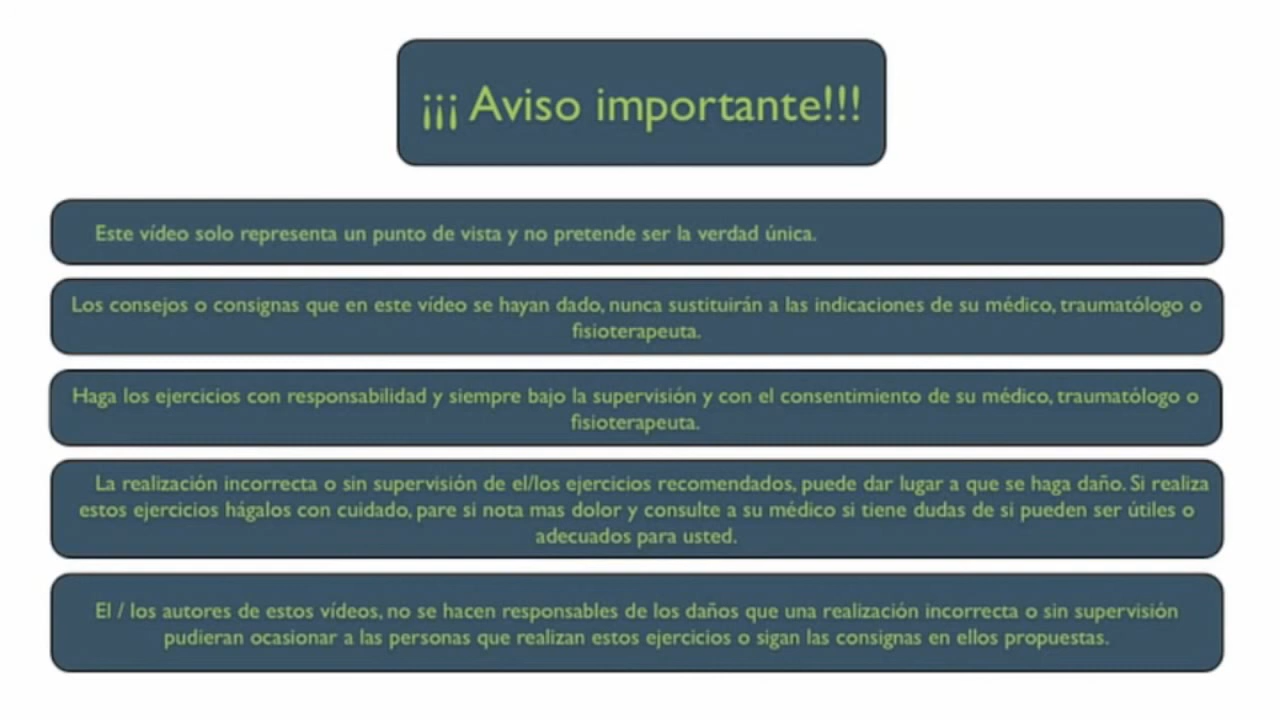 ¡¡¡ Aviso importante!!!
Este vídeo solo representa un punto de vista y no pretende ser la verdad única.
Los consejos o consignas que en este vídeo se hayan dado, nunca sustituirán a las indicaciones de su médico, traumatólogo o
fisioterapeuta.
Haga los ejercicios con responsabilidad y siempre bajo la supervisión y con el consentimiento de su médico, traumatólogo o
fisioterapeuta.
La realización incorrecta o sin supervisión de el/los ejercicios recomendados, puede dar lugar a que se haga daño. Si realiza
estos ejercicios hágalos con cuidado, pare si nota mas dolor y consulte a su médico si tiene dudas de si pueden ser útiles o
adecuados para usted.
El / los autores de estos vídeos, no se hacen responsables de los daños que una realización incorrecta o sin supervisión
pudieran ocasionar a las personas que realizan estos ejercicios o sigan las consignas en ellos propuestas.